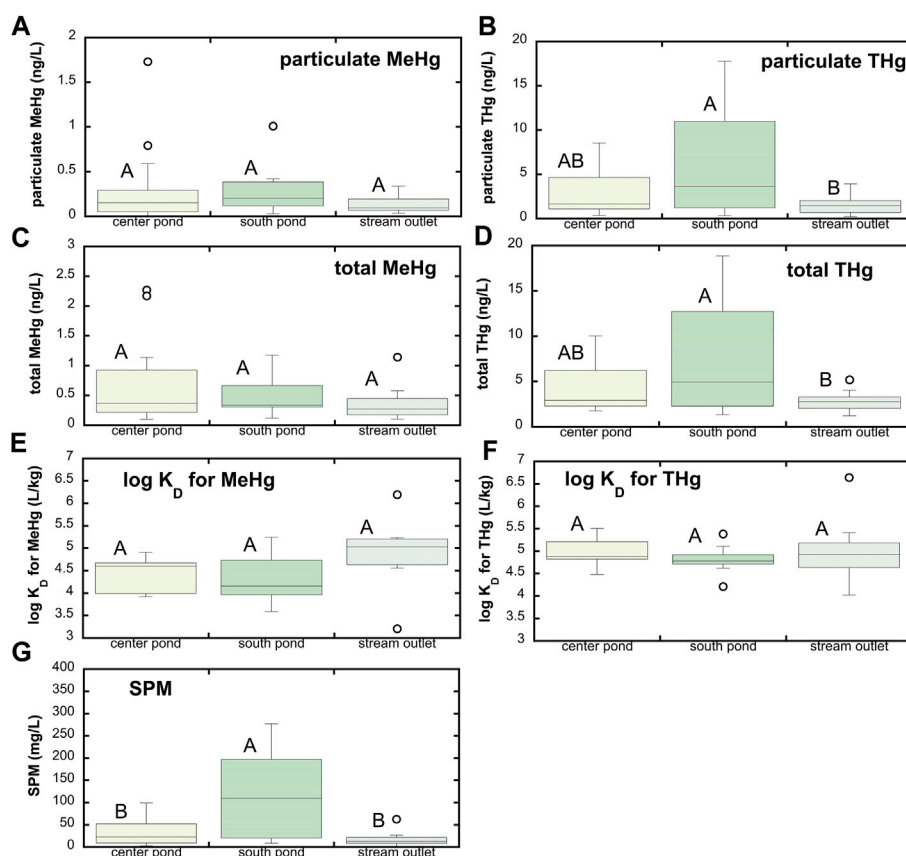 A
particulate MeHg
particulate MeHg (ng/L)
2
1.5
1
0.5
0
A
A
A
center pond
south pond
stream outlet
B
particulate THg
particulate THg (ng/L)
20
15
10
5
0
AB
A
B
center pond
south pond
stream outlet
C
total MeHg
total MeHg (ng/L)
3
2.5
2
1.5
1
0.5
0
A
A
A
center pond
south pond
stream outlet
D
total THg
total THg (ng/L)
20
15
10
5
0
AB
A
B
center pond
south pond
stream outlet
E
log K_D for MeHg
log K_D for MeHg (L/kg)
7
6.5
6
5.5
5
4.5
4
3.5
3
A
A
A
center pond
south pond
stream outlet
F
log K_D for THg
log K_D for THg (L/kg)
7
6.5
6
5.5
5
4.5
4
3.5
3
A
A
A
center pond
south pond
stream outlet
G
SPM
SPM (mg/L)
400
350
300
250
200
150
100
50
0
B
A
B
center pond
south pond
stream outlet